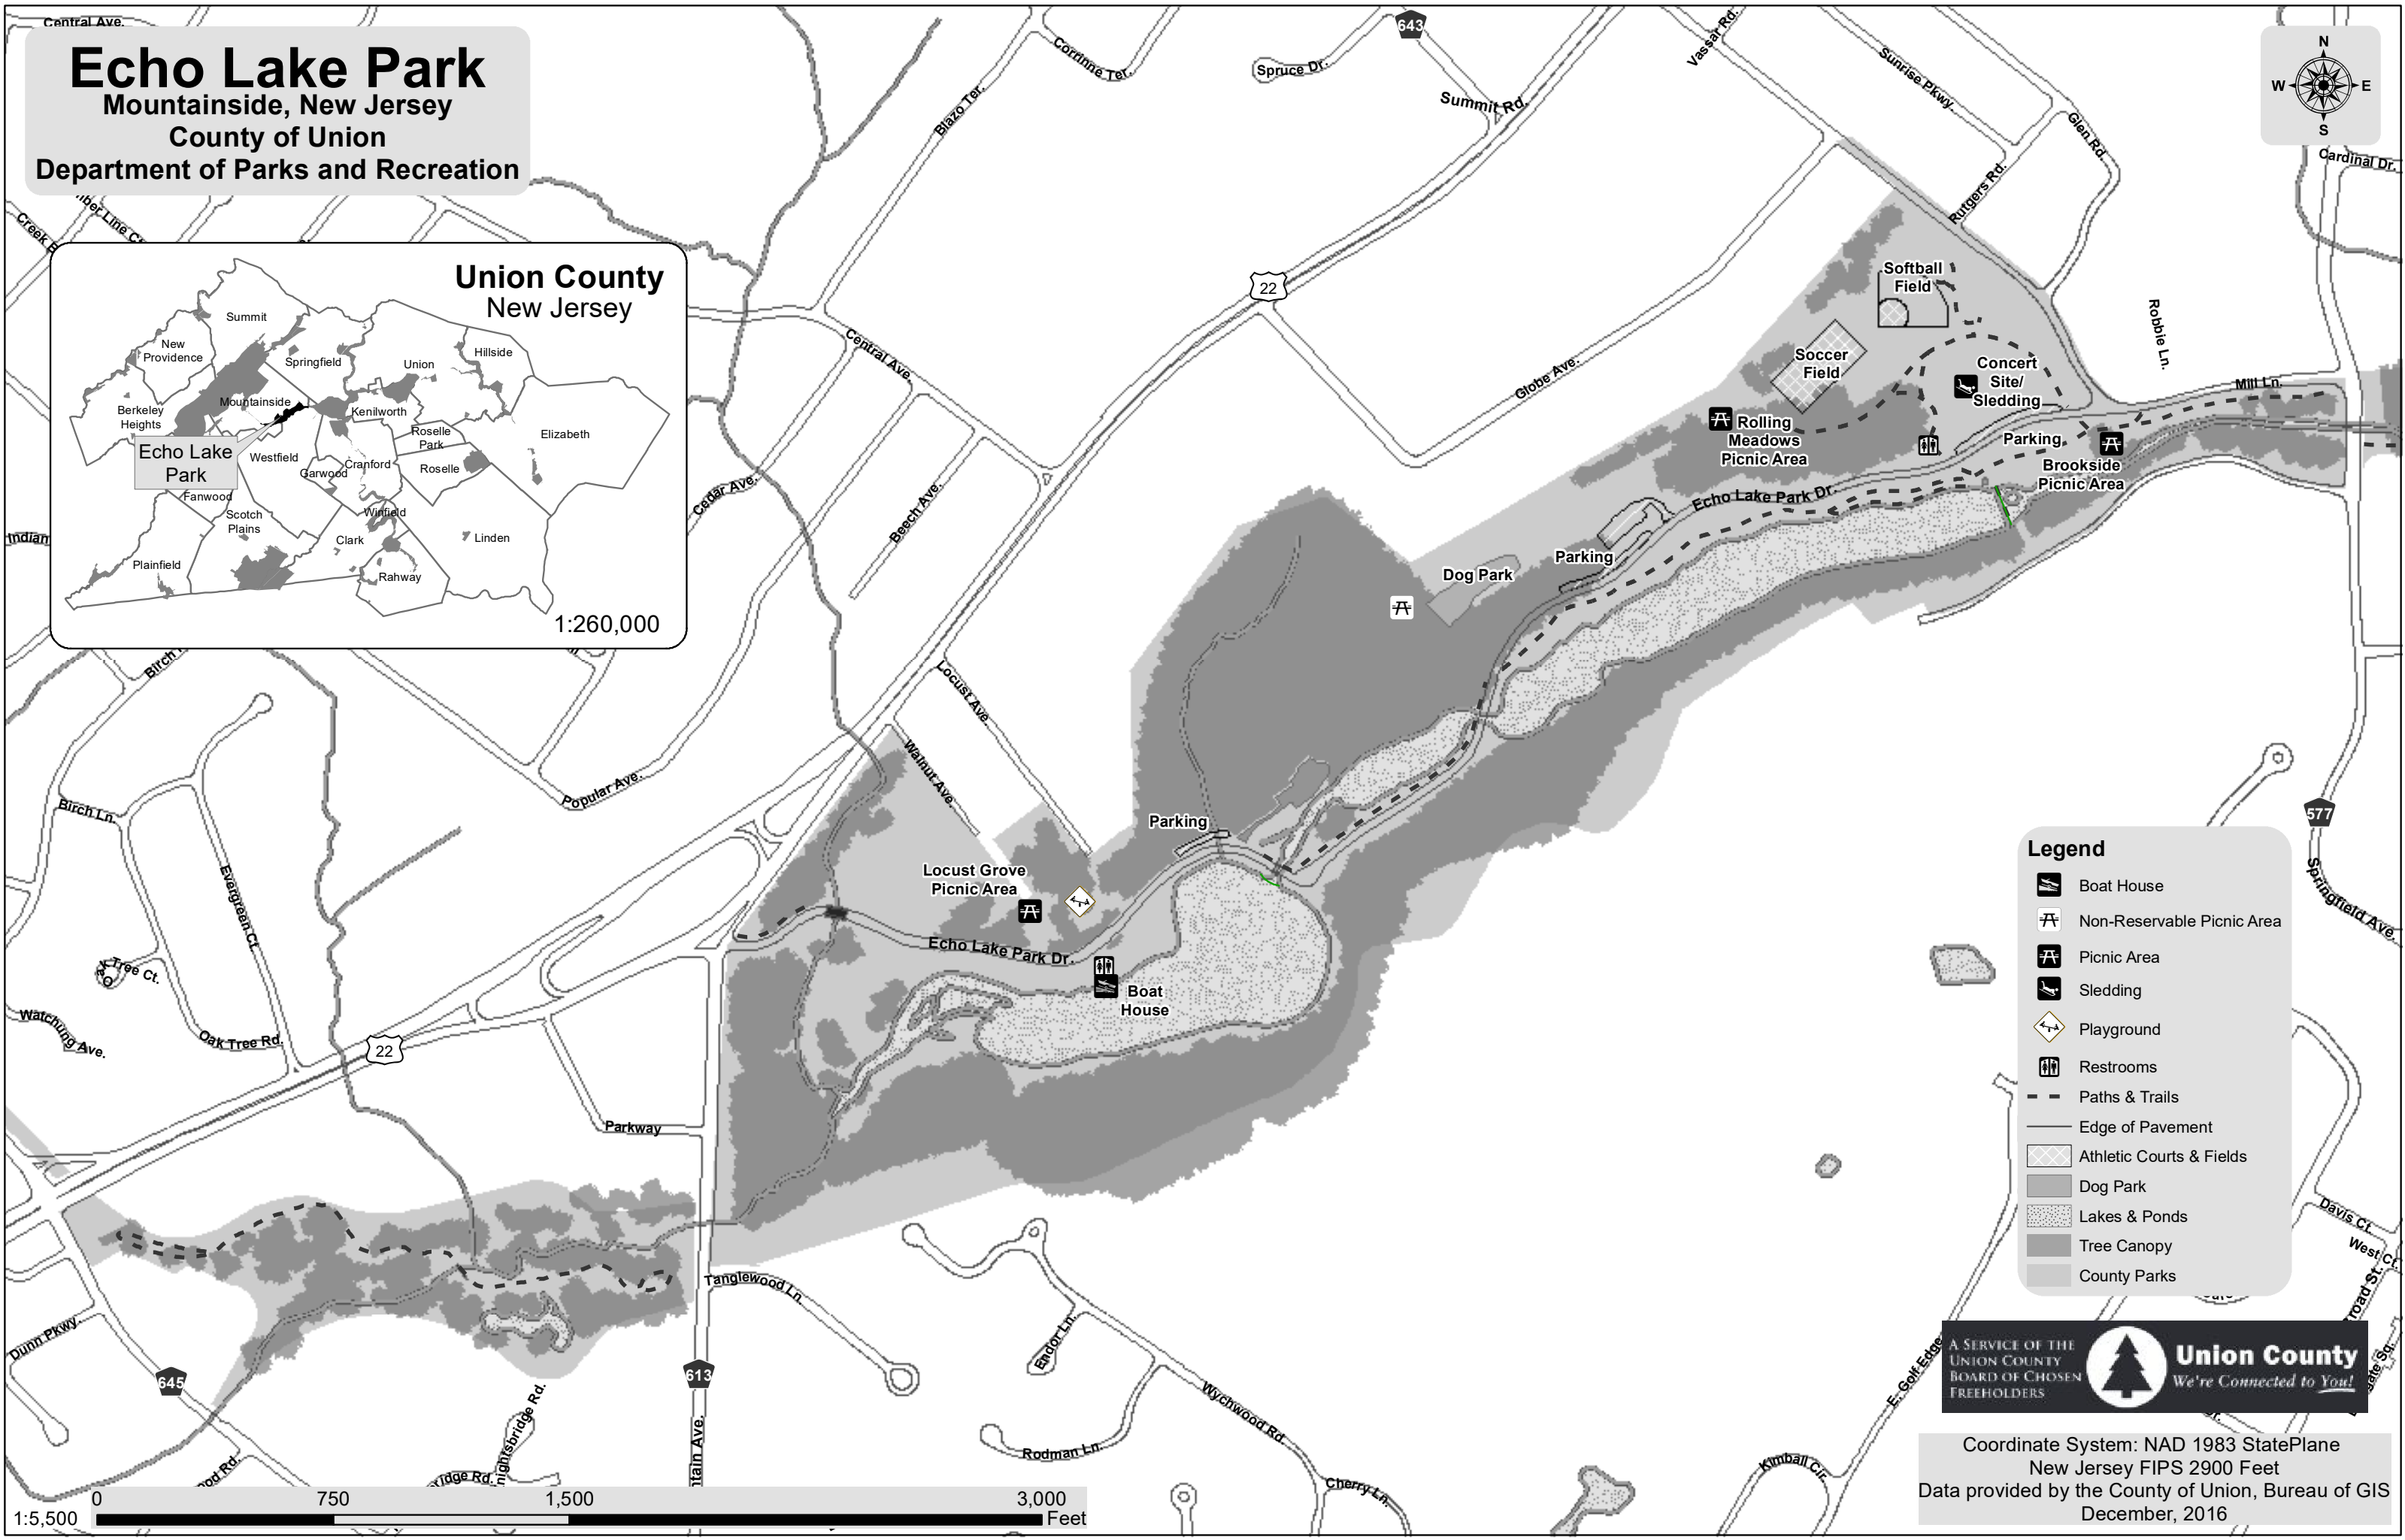 Central Ave.
Echo Lake Park
Mountainside, New Jersey
County of Union
Department of Parks and Recreation
Corrinne Ter.
Blazo Ter.
Spruce Dr.
643
Summit Rd.
Vassar Rd.
Sunrise Pkwy.
Glen Rd.
Rutgers Rd.
N
W
E
S
Cardinal Dr.
Union County
New Jersey
Summit
New
Providence
Springfield
Union
Hillside
Berkeley
Heights
Mountainside
Kenilworth
Roselle
Park
Elizabeth
Echo Lake
Park
Westfield
Garwood
Cranford
Roselle
Fanwood
Scotch
Plains
Winfield
Clark
Linden
Plainfield
Rahway
1:260,000
22
Central Ave.
Cedar Ave.
Beech Ave.
Globe Ave.
Softball
Field
Soccer
Field
Concert
Site/
Sledding
Robbie Ln.
Mill Ln.
Rolling
Meadows
Picnic Area
Parking
Brookside
Picnic Area
Echo Lake Park Dr.
Parking
Dog Park
Locust Ave.
Walnut Ave.
Popular Ave.
Birch Ln.
Evergreen Ct.
Parking
Locust Grove
Picnic Area
Echo Lake Park Dr.
Boat
House
Tree Ct.
Watchung Ave.
Oak Tree Rd.
22
Parkway
577
Springfield Ave.
Legend
Boat House
Non-Reservable Picnic Area
Picnic Area
Sledding
Playground
Restrooms
Paths & Trails
Edge of Pavement
Athletic Courts & Fields
Dog Park
Lakes & Ponds
Tree Canopy
County Parks
Davis Ct.
West Ct.
Tanglewood Ln.
Endor Ln.
Dunn Pkwy.
645
613
Wychwood Rd.
Rodman Ln.
Cherry Ln.
Kimball Cir.
E. Golf Edge
A Service of the
Union County
Board of Chosen
Freeholders
Union County
We're Connected to You!
Coordinate System: NAD 1983 StatePlane
New Jersey FIPS 2900 Feet
Data provided by the County of Union, Bureau of GIS
December, 2016
0 750 1,500 3,000
1:5,500
Feet